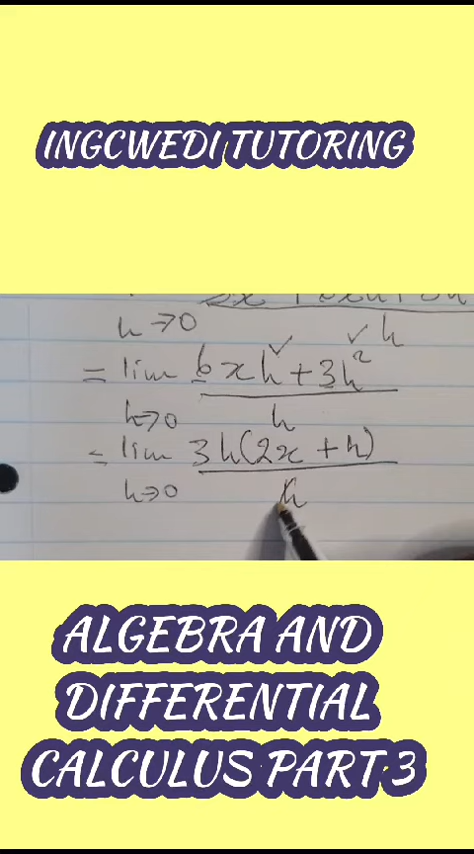 INGCWEDI TUTORING
h→0 h
= lim 6xh + 3h²
h→0 h
= lim 3h(2x + h)
h→0 h
ALGEBRA AND
DIFFERENTIAL
CALCULUS PART 3